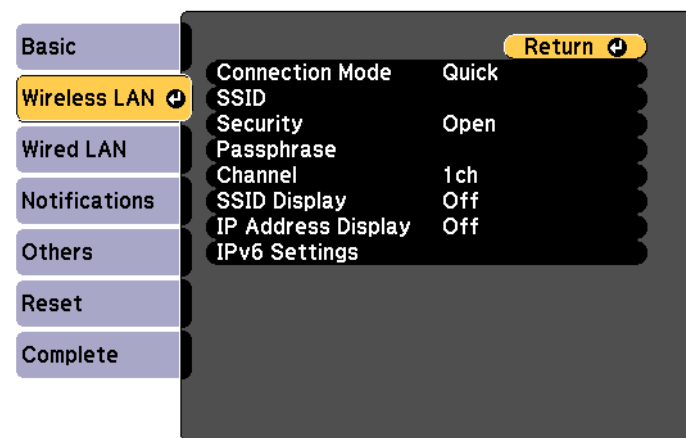 Basic
Wireless LAN
Wired LAN
Notifications
Others
Reset
Complete
Return
Connection Mode Quick
SSID
Security Open
Passphrase
Channel 1ch
SSID Display Off
IP Address Display Off
IPv6 Settings